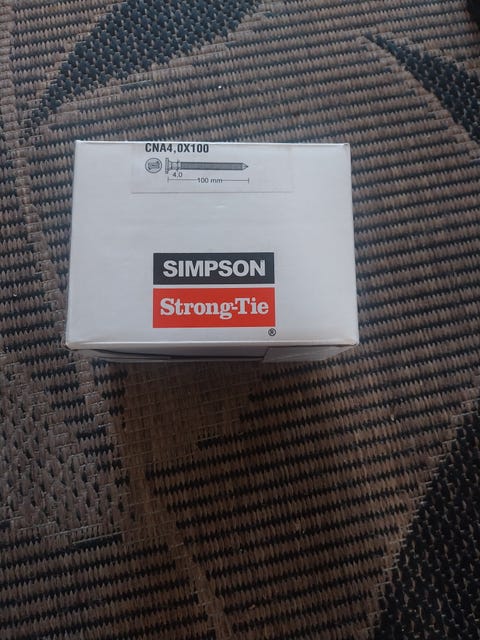 CNA4,0X100
4,0
100 mm
SIMPSON
Strong-Tie
®